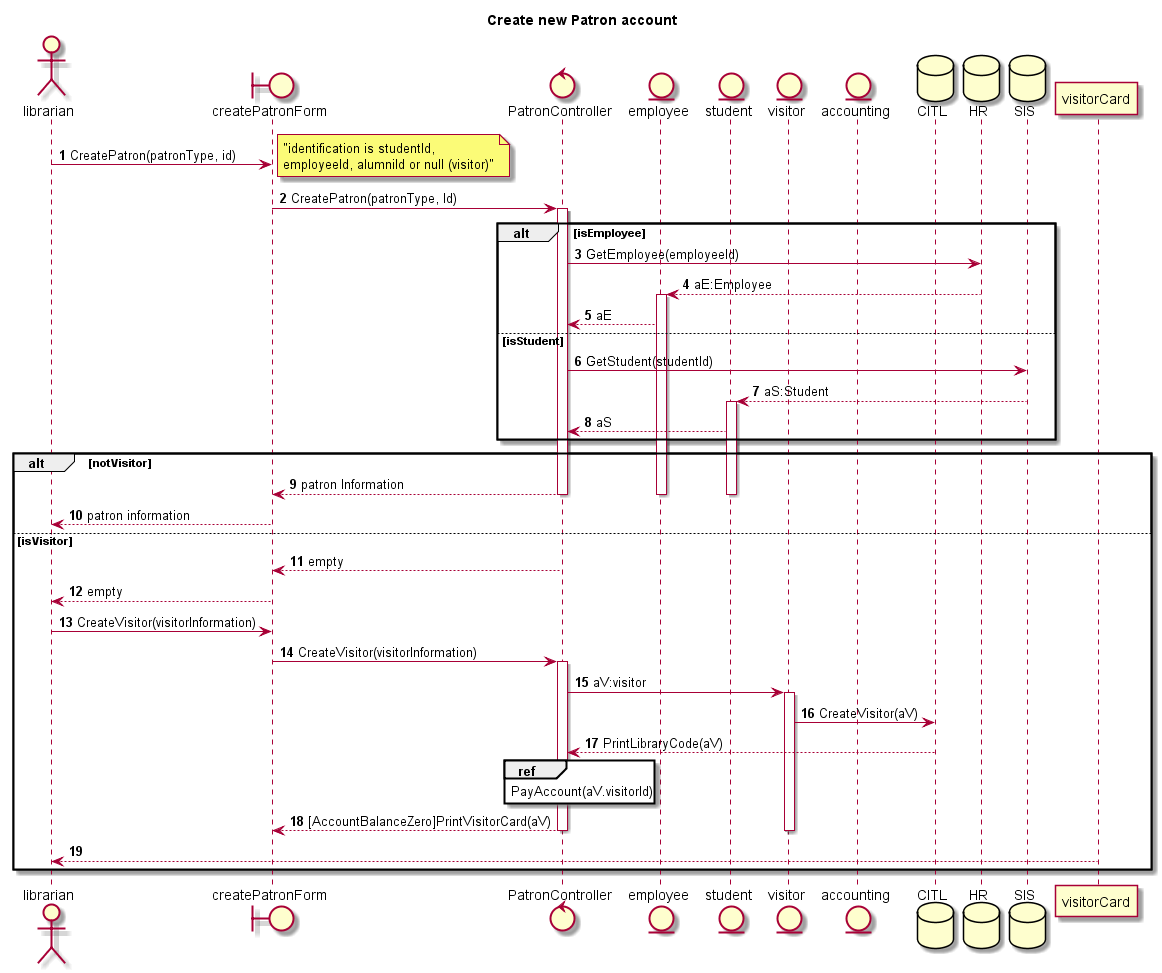 Create new Patron account
librarian
createPatronForm
PatronController
employee
student
visitor
accounting
CITL
HR
SIS
visitorCard
1 CreatePatron(patronType, id)
"identification is studentId,
employeeId, alumniId or null (visitor)"
2 CreatePatron(patronType, Id)
alt [isEmployee]
3 GetEmployee(employeeId)
4 aE:Employee
5 aE
[isStudent]
6 GetStudent(studentId)
7 aS:Student
8 aS
alt [notVisitor]
9 patron Information
10 patron information
[isVisitor]
11 empty
12 empty
13 CreateVisitor(visitorInformation)
14 CreateVisitor(visitorInformation)
15 aV:visitor
16 CreateVisitor(aV)
17 PrintLibraryCode(aV)
ref
PayAccount(aV.visitorId)
18 [AccountBalanceZero]PrintVisitorCard(aV)
19
librarian
createPatronForm
PatronController
employee
student
visitor
accounting
CITL
HR
SIS
visitorCard